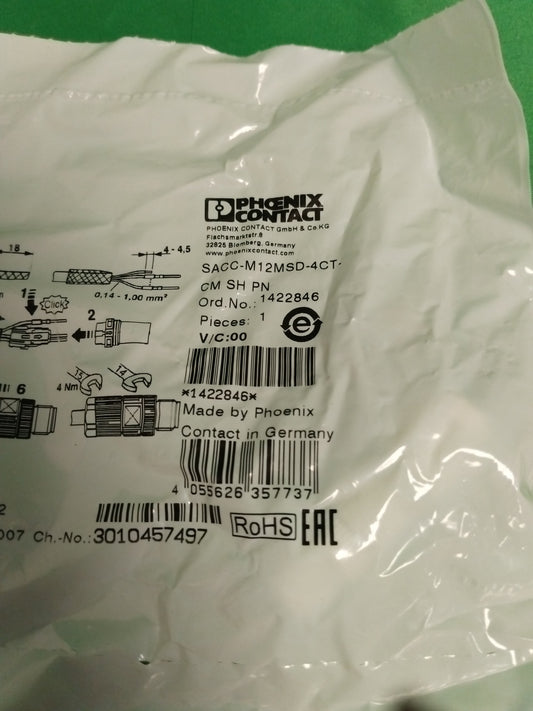 PHOENIX
CONTACT
PHOENIX CONTACT GmbH & Co.KG
Flachsmarktstr.8
32825 Blomberg, Germany
www.phoenixcontact.com
18
4 - 4,5
SACC-M12MSD-4CT-
0,14 - 1,00 mm²
CM SH PN
1
Click
Ord.No.: 1422846
2
Pieces: 1
e
V/C:00
15
14
6
4 Nm
*1422846*
Made by Phoenix
Contact in Germany
4 055626 357737
2
007 Ch.-No.:3010457497
RoHS
EAC